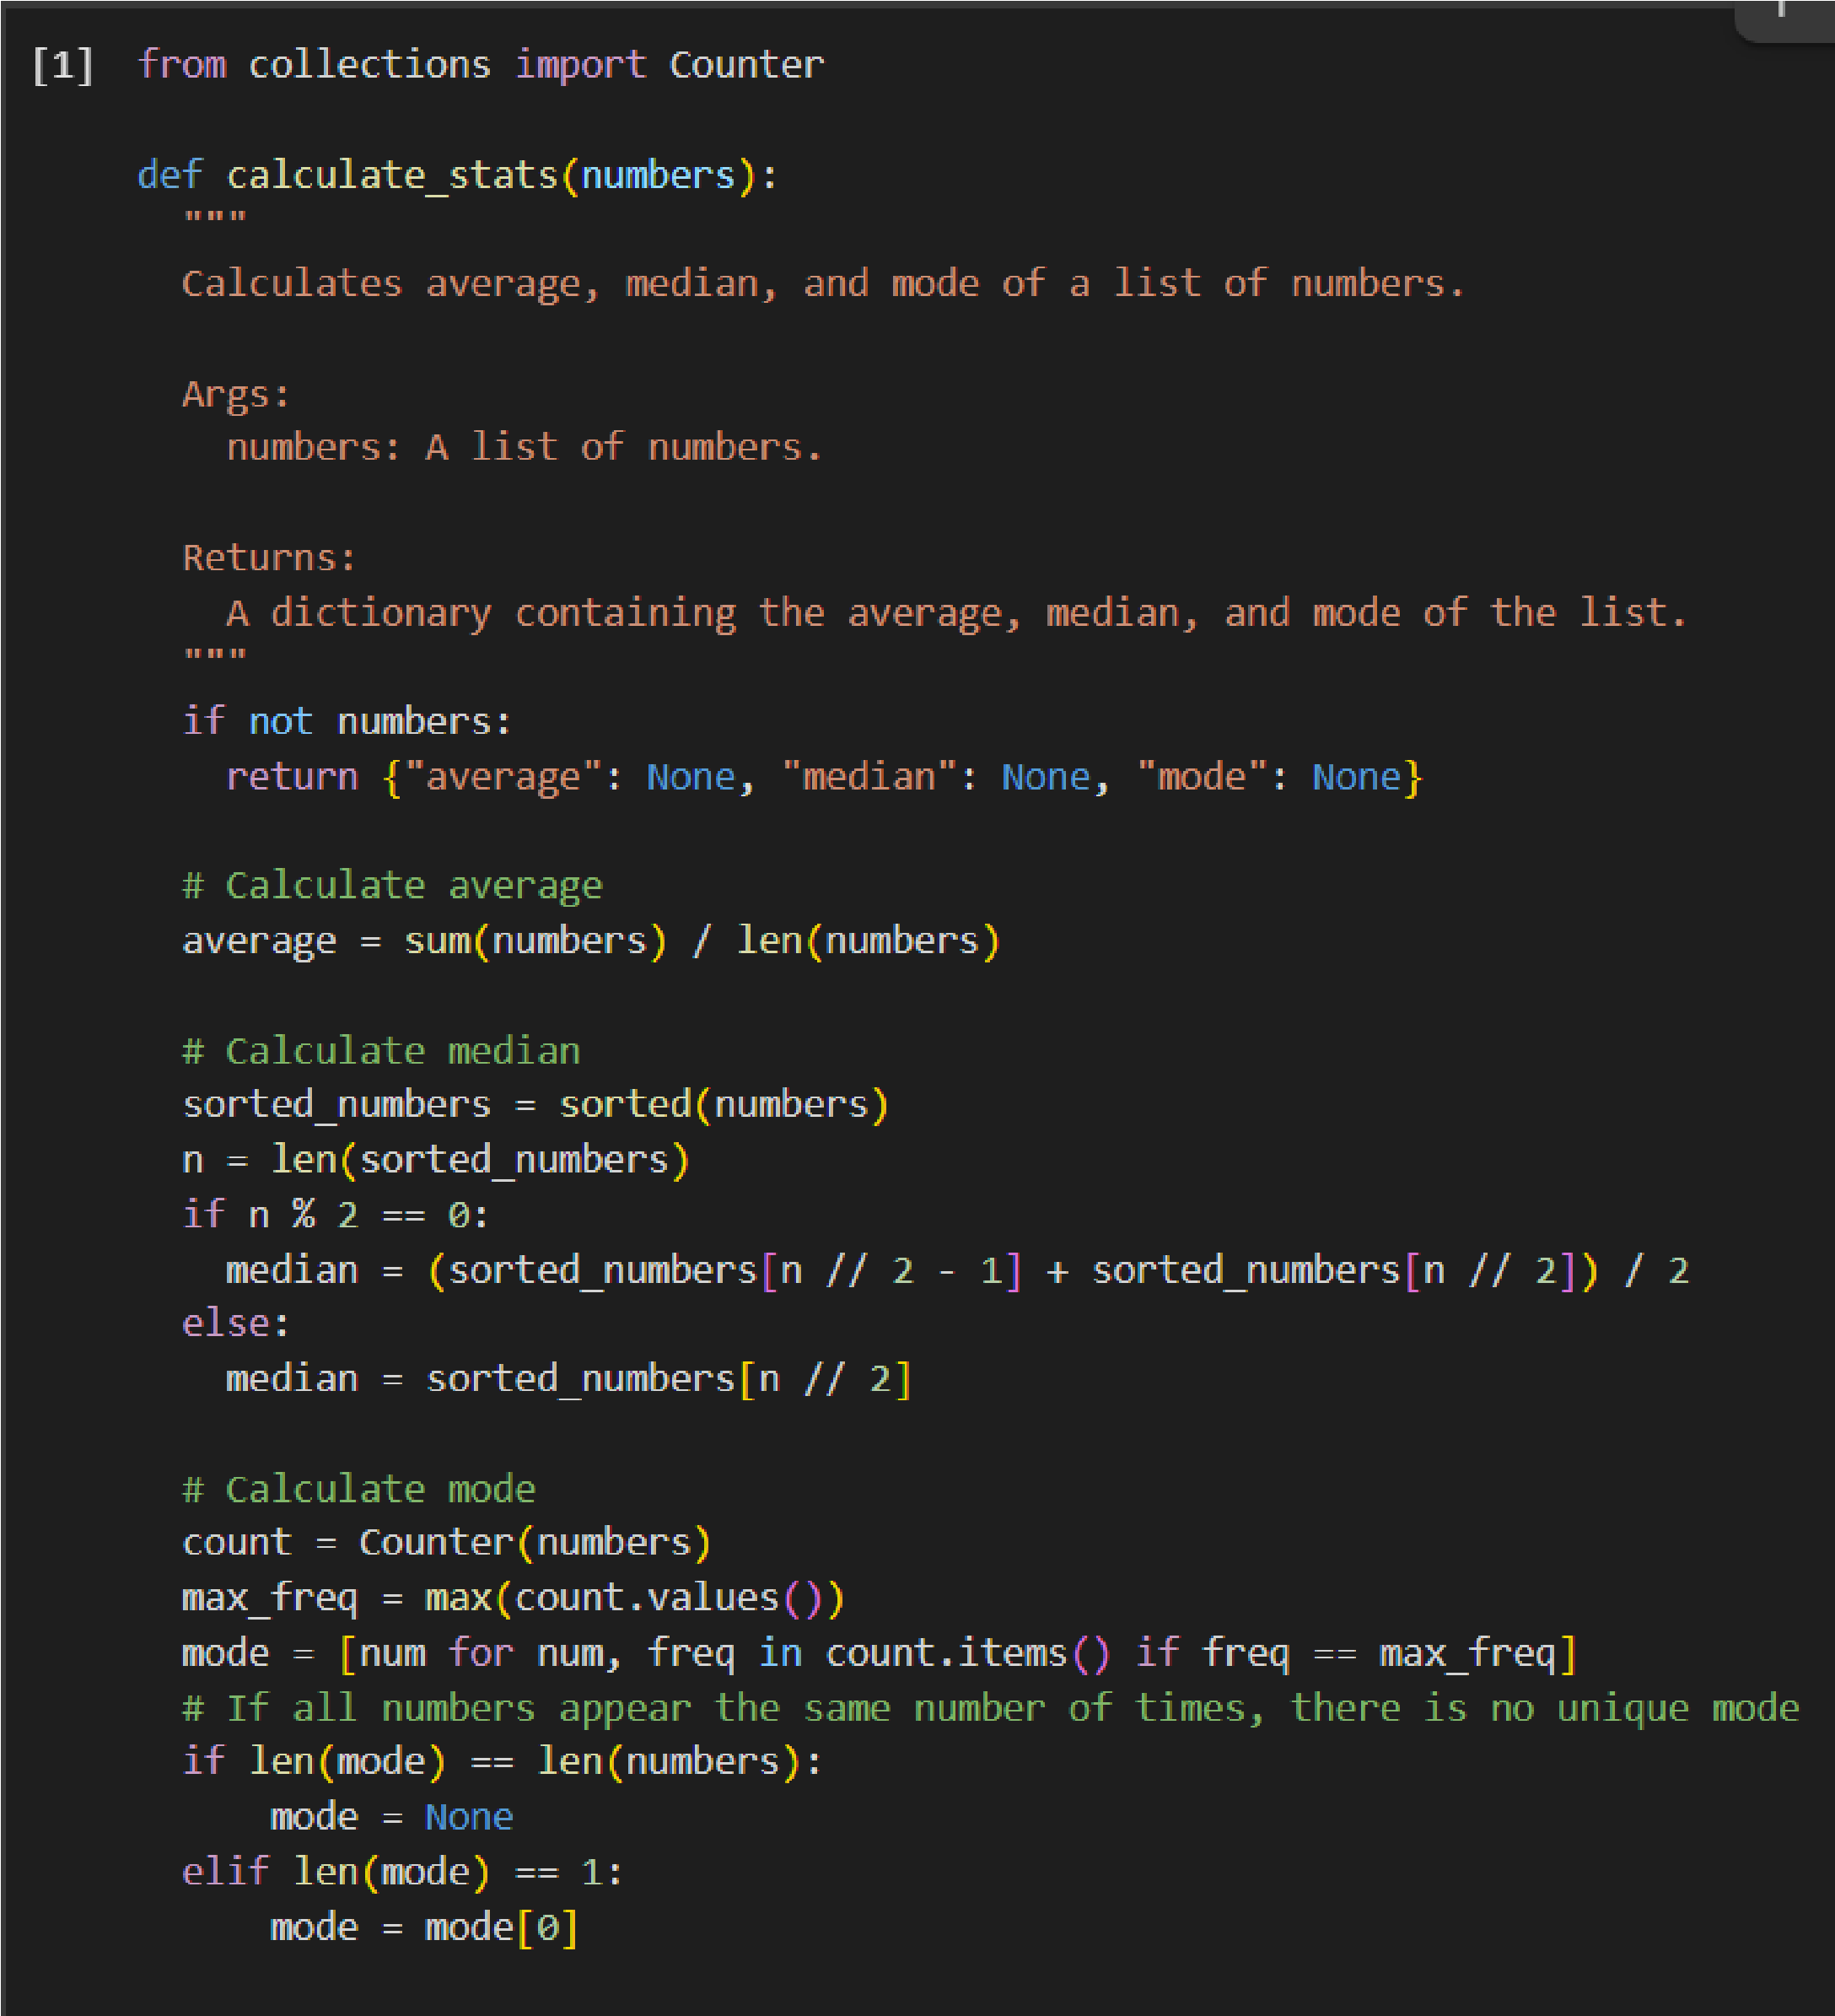 [1] from collections import Counter
def calculate_stats(numbers):
"""
Calculates average, median, and mode of a list of numbers.
Args:
numbers: A list of numbers.
Returns:
A dictionary containing the average, median, and mode of the list.
"""
if not numbers:
return {"average": None, "median": None, "mode": None}
# Calculate average
average = sum(numbers) / len(numbers)
# Calculate median
sorted_numbers = sorted(numbers)
n = len(sorted_numbers)
if n % 2 == 0:
median = (sorted_numbers[n // 2 - 1] + sorted_numbers[n // 2]) / 2
else:
median = sorted_numbers[n // 2]
# Calculate mode
count = Counter(numbers)
max_freq = max(count.values())
mode = [num for num, freq in count.items() if freq == max_freq]
# If all numbers appear the same number of times, there is no unique mode
if len(mode) == len(numbers):
mode = None
elif len(mode) == 1:
mode = mode[0]